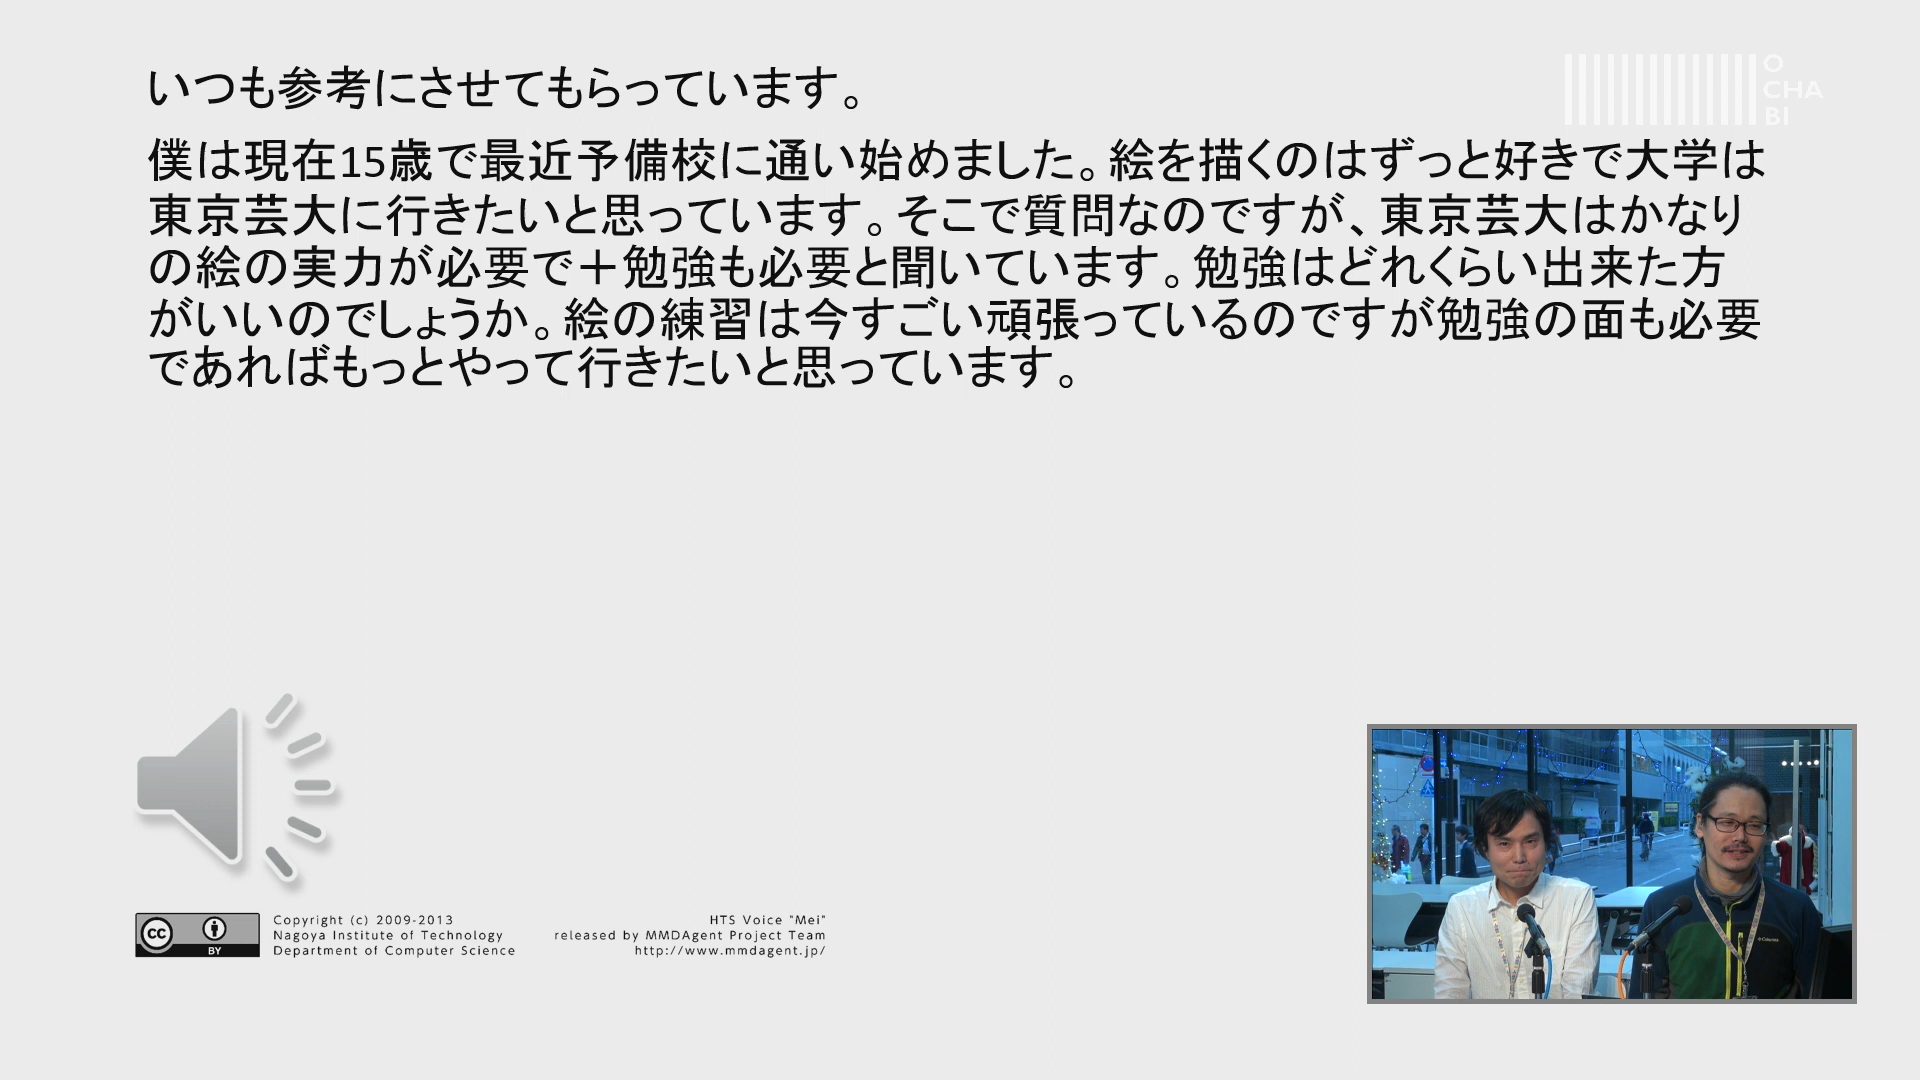 いつも参考にさせてもらっています。
僕は現在15歳で最近予備校に通い始めました。絵を描くのはずっと好きで大学は
東京芸大に行きたいと思っています。そこで質問なのですが、東京芸大はかなり
の絵の実力が必要で＋勉強も必要と聞いています。勉強はどれくらい出来た方
がいいのでしょうか。絵の練習は今すごい頑張っているのですが勉強の面も必要
であればもっとやって行きたいと思っています。
O
CHA
BI
cc
BY
Copyright (c) 2009-2013
Nagoya Institute of Technology
Department of Computer Science
HTS Voice "Mei"
released by MMDAgent Project Team
http://www.mmdagent.jp/
Columbia